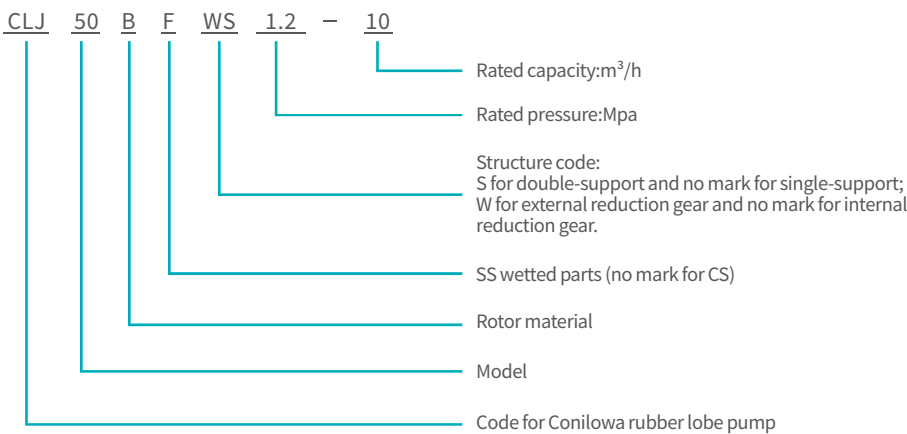 CLJ 50 B F WS 1.2 - 10
Rated capacity:m³/h
Rated pressure:Mpa
Structure code:
S for double-support and no mark for single-support;
W for external reduction gear and no mark for internal
reduction gear.
SS wetted parts (no mark for CS)
Rotor material
Model
Code for Conilowa rubber lobe pump